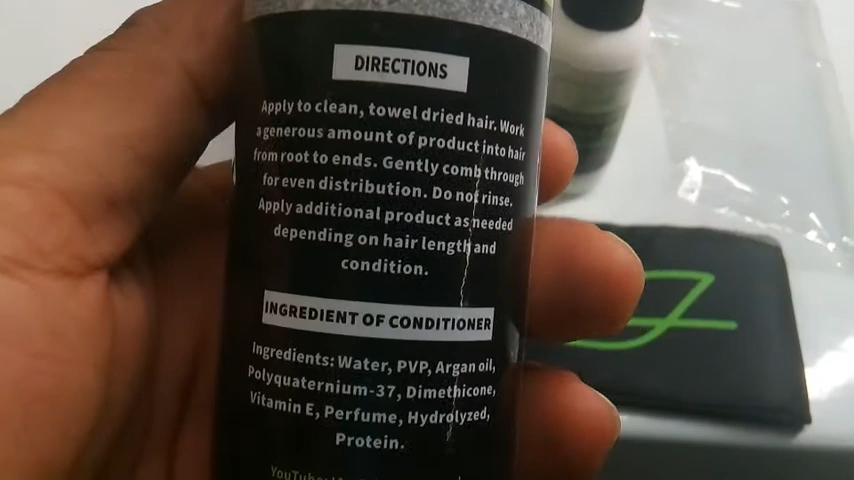 DIRECTIONS
Apply to clean, towel dried hair. Work
a generous amount of product into hair
from root to ends. Gently comb through
for even distribution. Do not rinse.
Apply additional product as needed
depending on hair length and
condition.
INGREDIENT OF CONDITIONER
Ingredients: Water, PVP, Argan oil,
Polyquaternium-37, Dimethicone,
Vitamin E, Perfume, Hydrolyzed,
Protein.
YouTube: